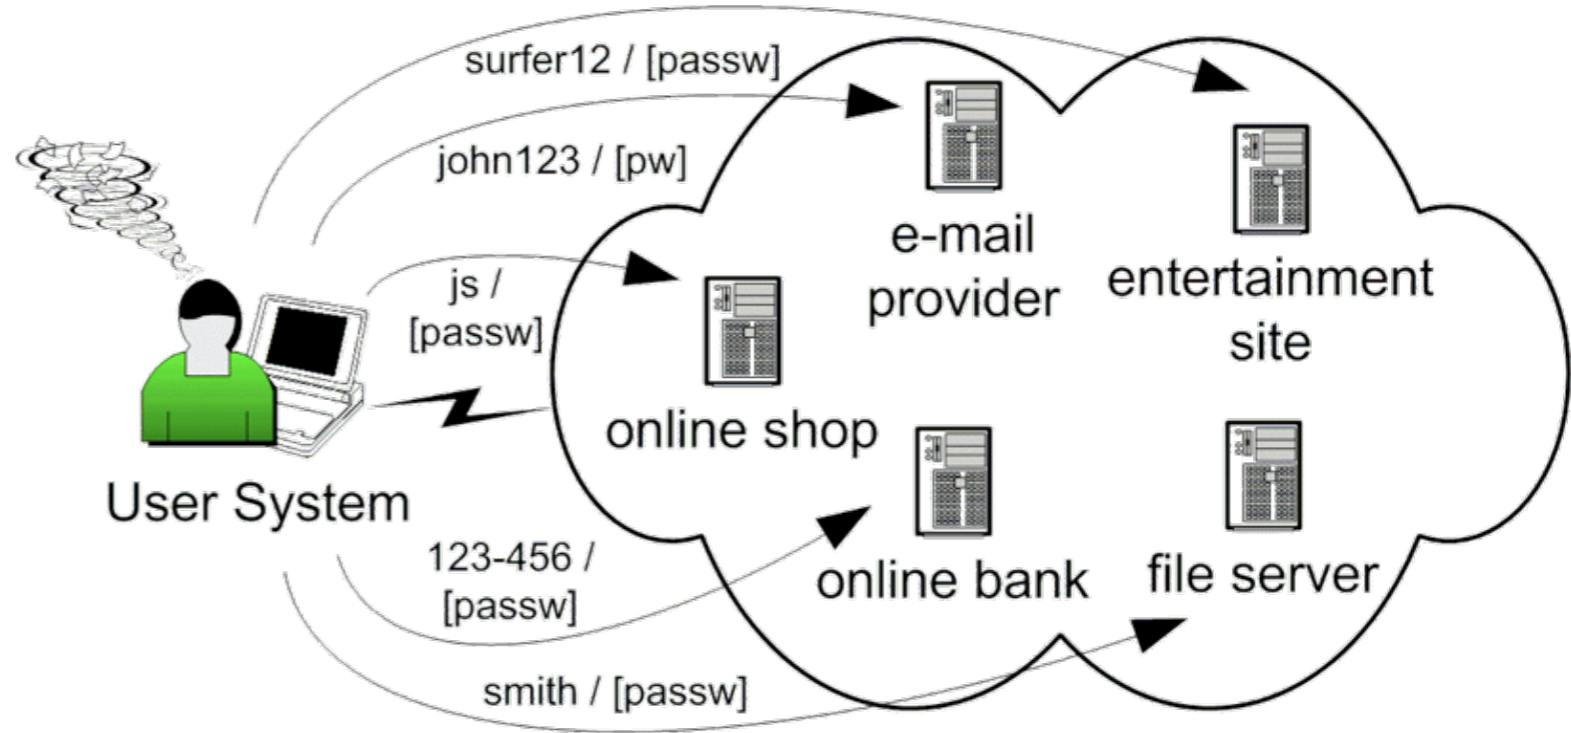 surfer12 / [passw]
john123 / [pw]
js /
[passw]
e-mail
provider
entertainment
site
online shop
User System
123-456 /
[passw]
online bank
file server
smith / [passw]